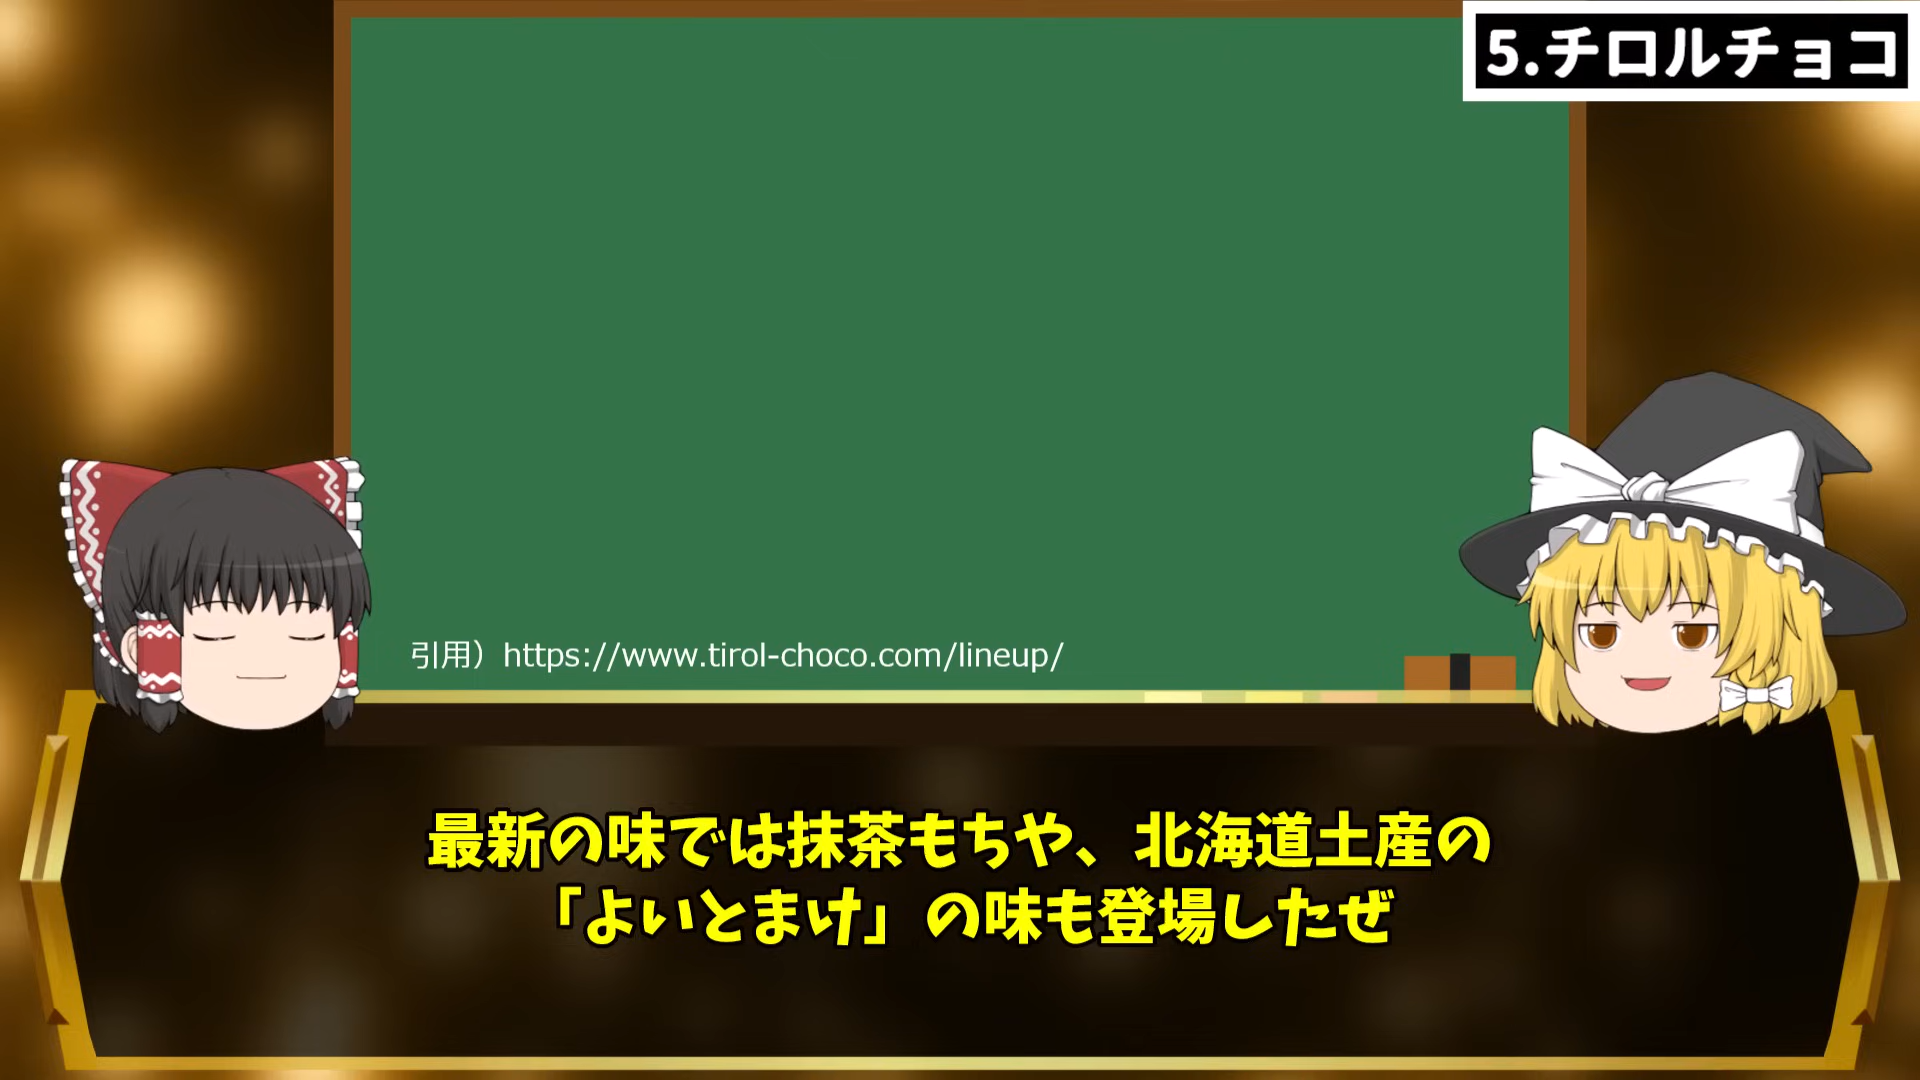 5.チロルチョコ
引用）https://www.tirol-choco.com/lineup/
最新の味では抹茶もちや、北海道土産の
「よいとまけ」の味も登場したぜ